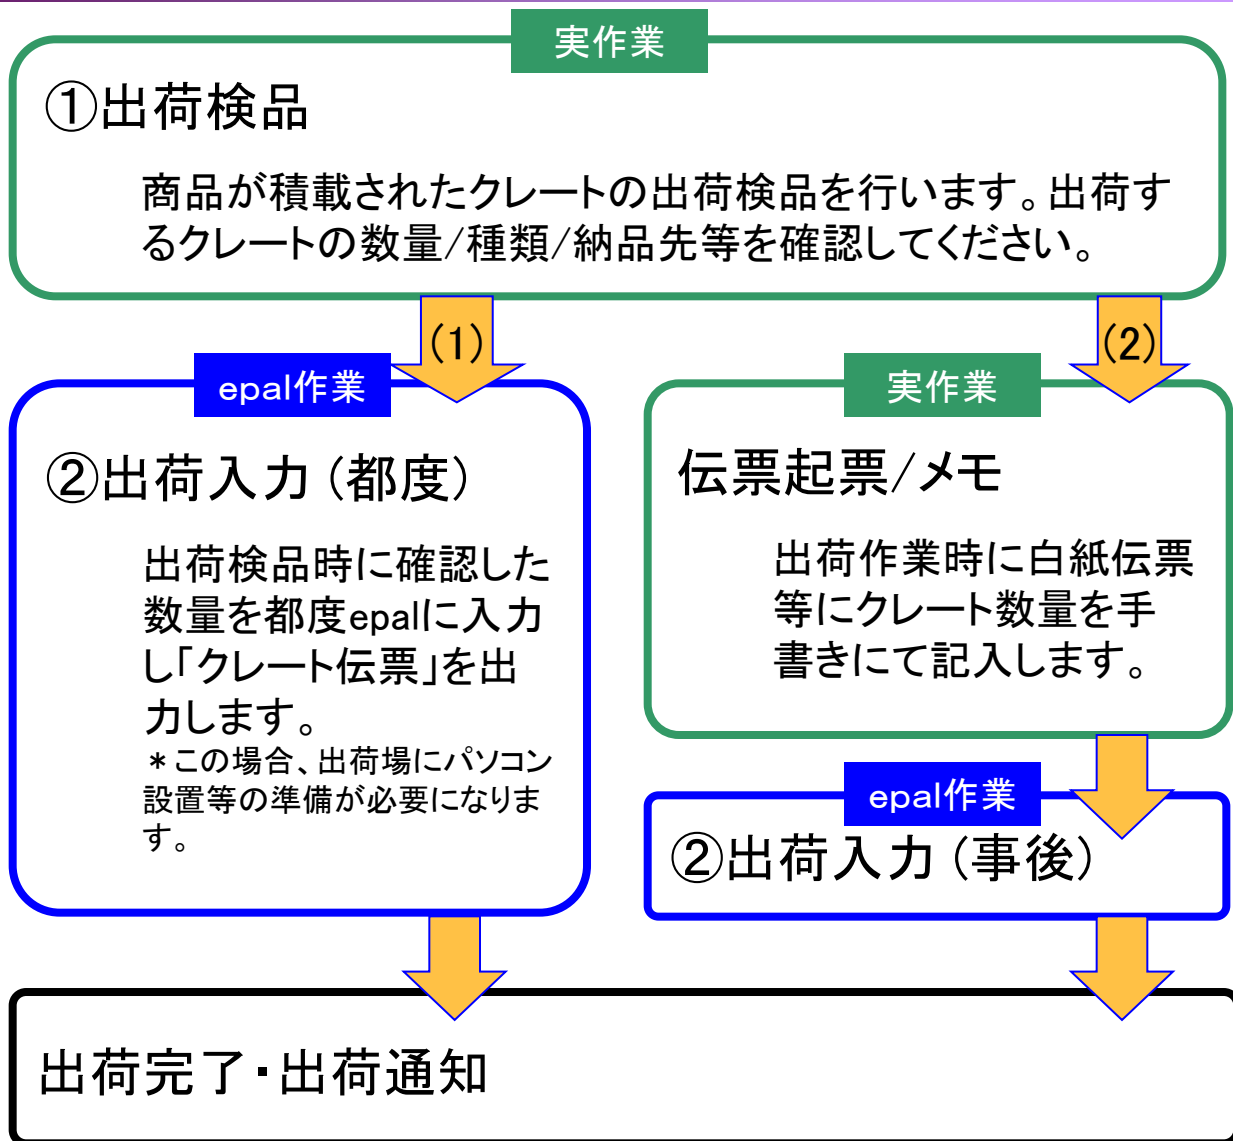 実作業
①出荷検品
商品が積載されたクレートの出荷検品を行います。出荷す
るクレートの数量/種類/納品先等を確認してください。
(1)
(2)
epal作業
②出荷入力(都度)
出荷検品時に確認した
数量を都度epalに入力
し「クレート伝票」を出
力します。
＊この場合、出荷場にパソコン
設置等の準備が必要になりま
す。
実作業
伝票起票/メモ
出荷作業時に白紙伝票
等にクレート数量を手
書きにて記入します。
epal作業
②出荷入力(事後)
出荷完了・出荷通知